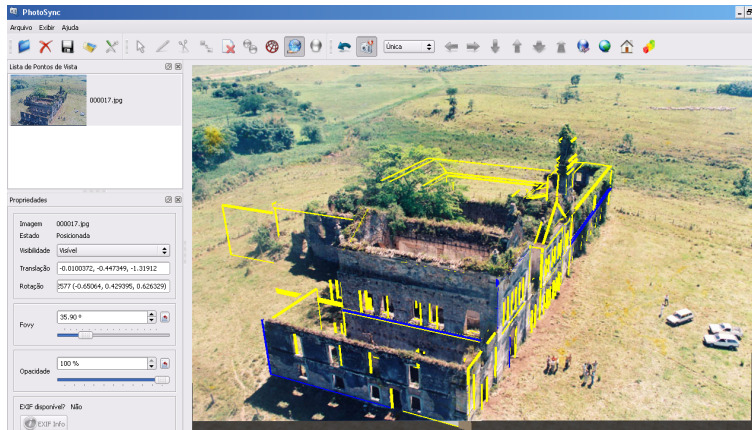 PhotoSync
Arquivo Exibir Ajuda
Única
Lista de Pontos de Vista
000017.jpg
Propriedades
Imagem 000017.jpg
Estado Posicionada
Visibilidade Visível
Translação -0.0100372, -0.447349, -1.31912
Rotação 2577 (-0.65064, 0.429395, 0.626329)
Fovy 35.90 º
Opacidade 100 %
EXIF disponível? Não
EXIF Info